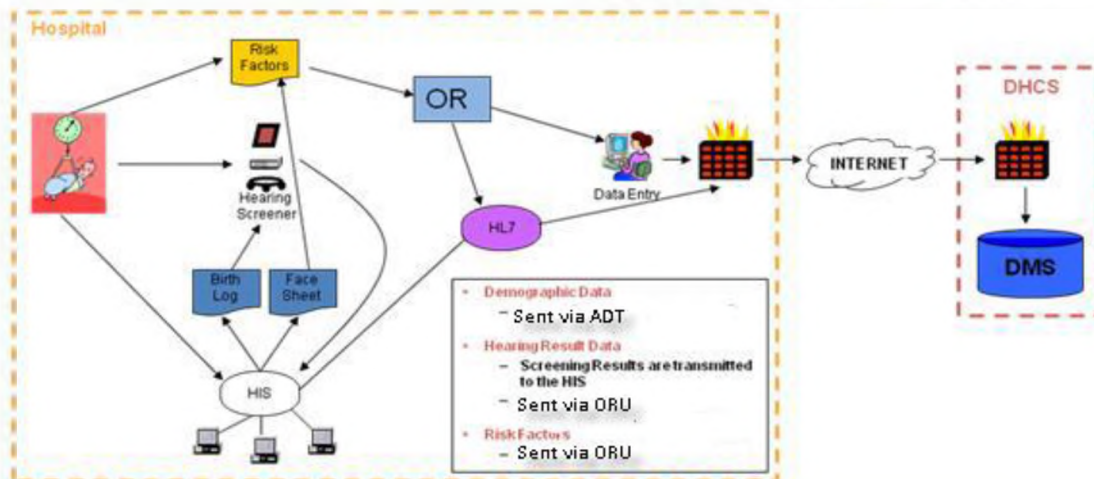 Hospital
Risk
Factors
OR
DHCS
Hearing
Screener
Data Entry
INTERNET
HL7
DMS
Birth
Log
Face
Sheet
HIS
• Demographic Data
– Sent via ADT
• Hearing Result Data
– Screening Results are transmitted
to the HIS
– Sent via ORU
• Risk Factors
– Sent via ORU